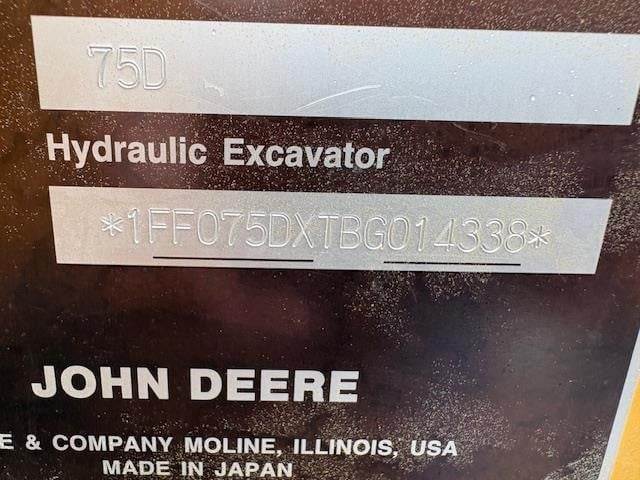 75D
Hydraulic Excavator
*1FF075DXTBG014338*
JOHN DEERE
E & COMPANY MOLINE, ILLINOIS, USA
MADE IN JAPAN